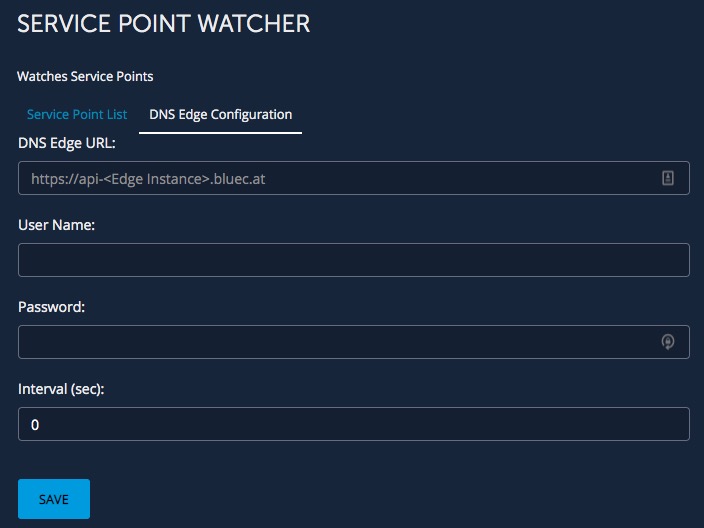 SERVICE POINT WATCHER
Watches Service Points
Service Point List DNS Edge Configuration
DNS Edge URL:
https://api-<Edge Instance>.bluec.at
User Name:
Password:
Interval (sec):
0
SAVE